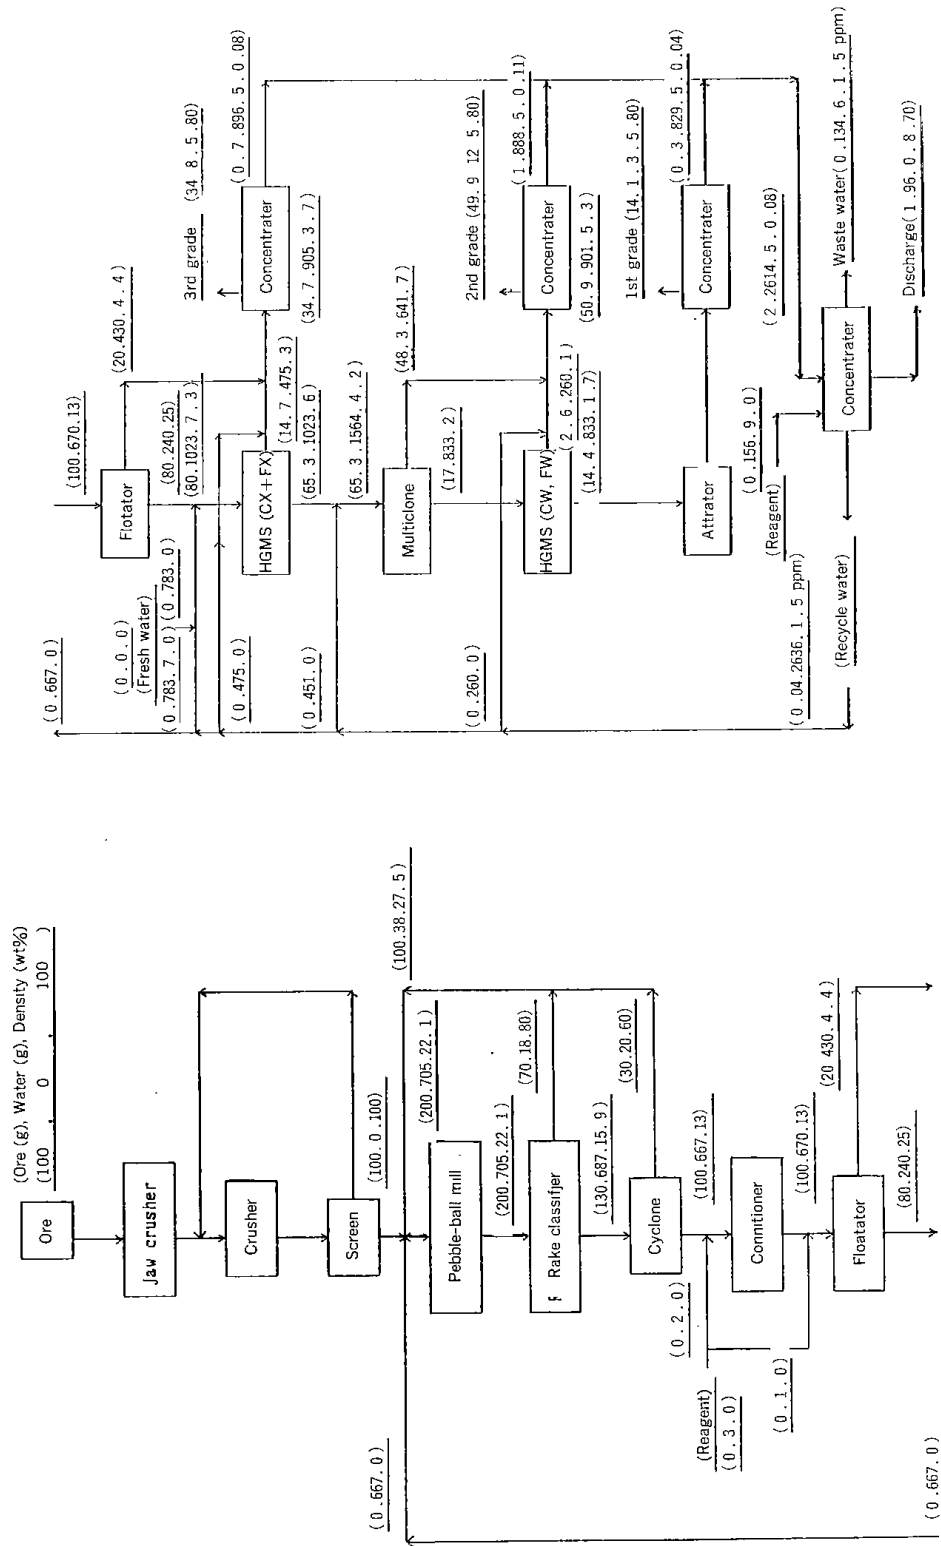 (Ore (g), Water (g), Density (wt%)
(100 . 0 . 100 )
Ore
Jaw crusher
Crusher
Screen
(100. 0 .100)
(0.667.0)
(100.38.27.5)
Pebble-ball mill
(200.705.22.1)
(200.705.22.1)
Rake classifjer
(70.18.80)
(130.687.15.9)
Cyclone
(30.20.60)
(100.667.13)
(0.2.0)
(Reagent)
(0.3.0)
Connitioner
(0.1.0)
(100.670.13)
Floatator
(20 430.4.4)
(80.240.25)
(0.667.0)
(0.667.0)
(100.670.13)
Flotator
(20.430.4.4)
(0.0.0)
(Fresh water)
(0.783.7.0)
(0.783.0)
(80.240.25)
(80.1023.7.3)
3rd grade (34.8.5.80)
(0.475.0)
HGMS (CX+FX)
(14.7.475.3)
Concentrater
(0.7.896.5.0.08)
(34.7.905.3.7)
(65.3.1023.6)
(0.451.0)
(65.3.1564.4.2)
Multiclone
(48.3.641.7)
(17.833.2)
2nd grade (49.9 12 5.80)
(0.260.0)
HGMS (CW, FW)
(2.6.260.1)
Concentrater
(1.888.5.0.11)
(50.9.901.5.3)
(14.4.833.1.7)
1st grade (14.1.3.5.80)
Attrator
Concentrater
(0.3.829.5.0.04)
(0.156.9.0)
(Reagent)
(2.2614.5.0.08)
(0.04.2636.1.5 ppm)
(Recycle water)
Concentrater
Waste water(0.134.6.1.5 ppm)
Discharge(1.96.0.8.70)